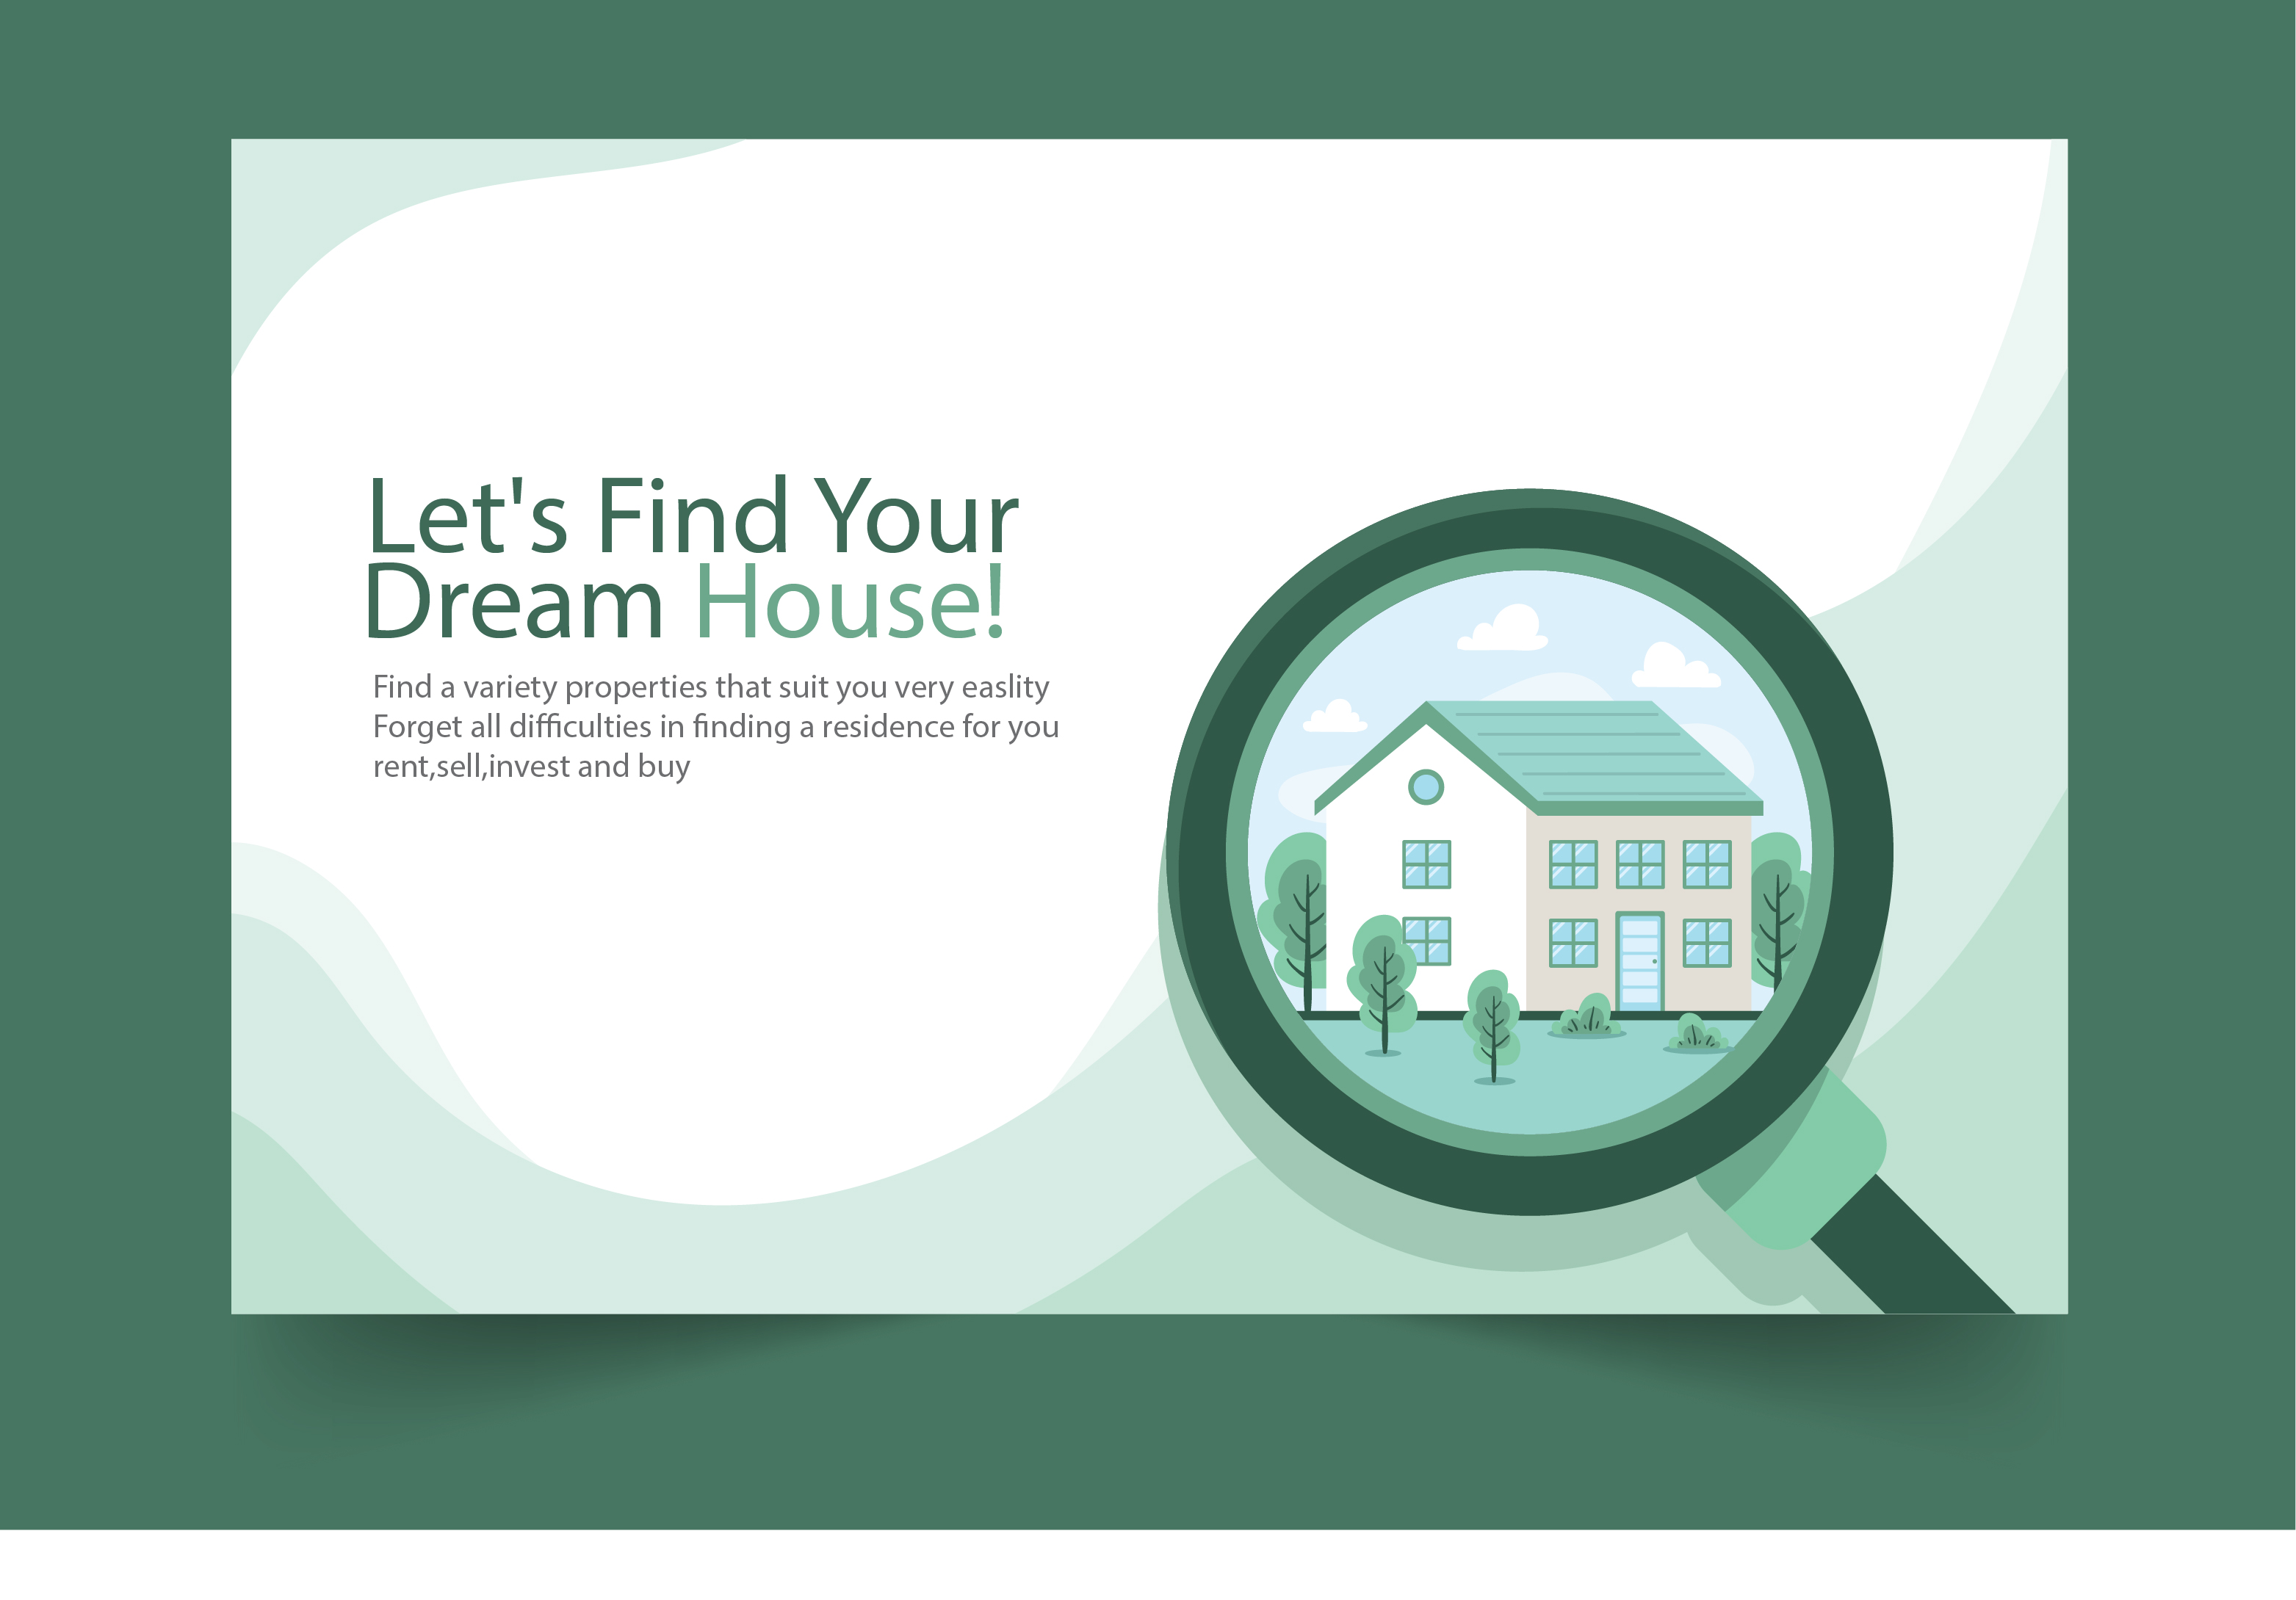 Let's Find Your
Dream House!
Find a variety properties that suit you very easlity
Forget all difficulties in finding a residence for you
rent,sell,invest and buy